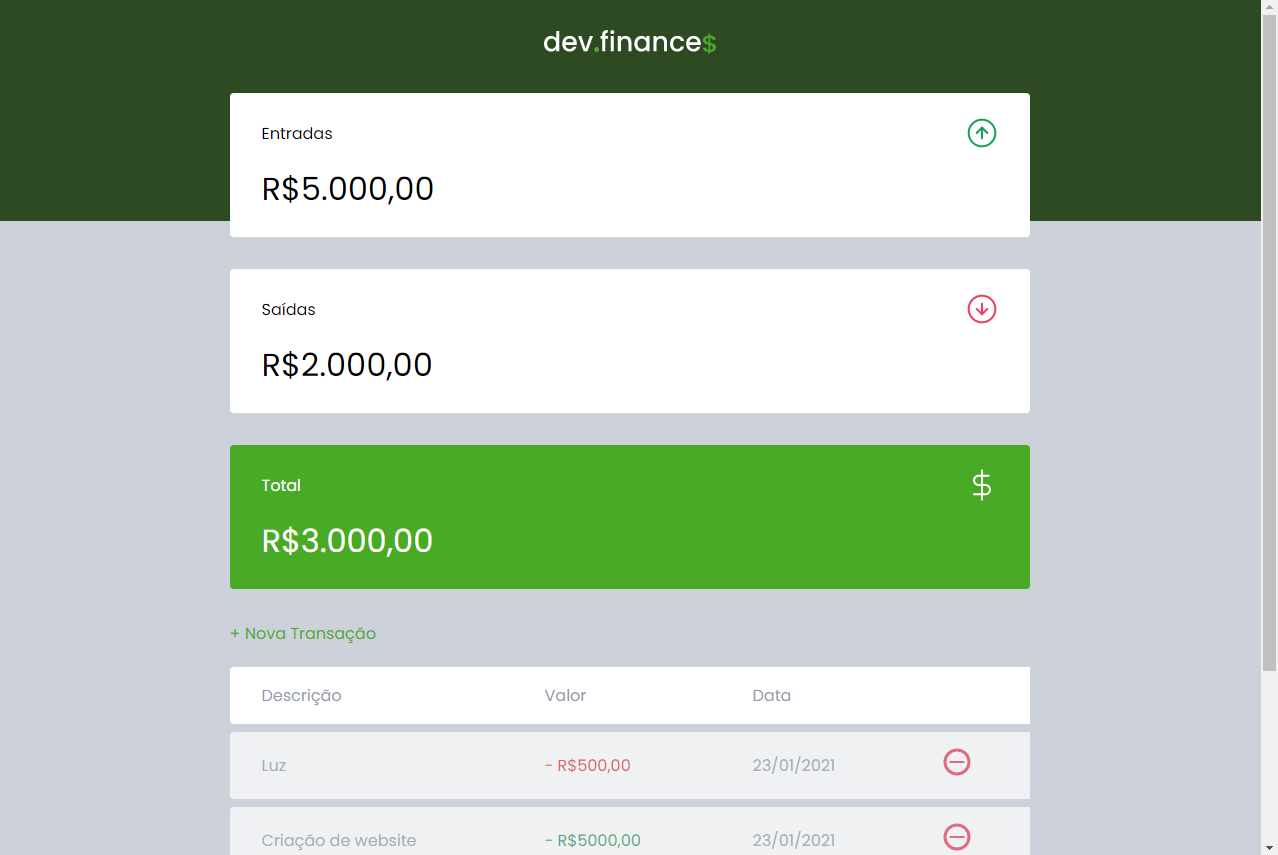 dev.finance$
Entradas
R$5.000,00
Saídas
R$2.000,00
Total
$
R$3.000,00
+ Nova Transação
Descrição Valor Data
Luz - R$500,00 23/01/2021
Criação de website - R$5000,00 23/01/2021